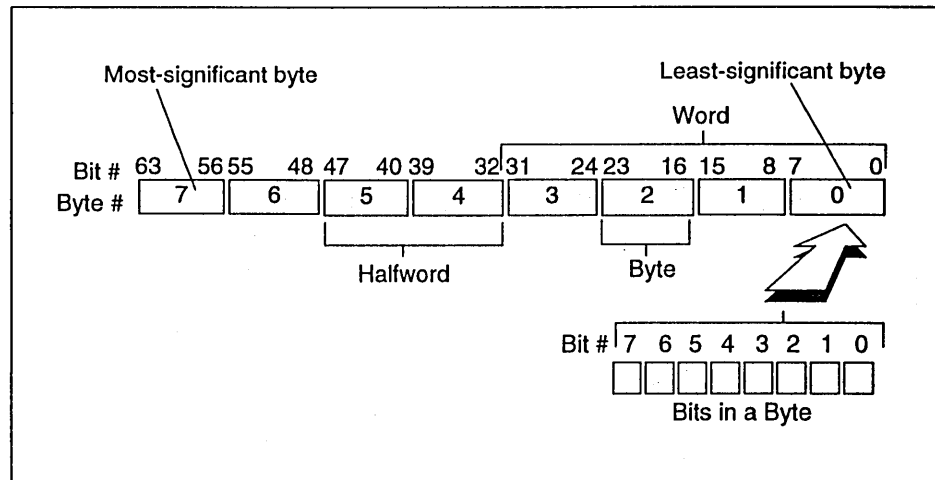 Most-significant byte
Least-significant byte
Word
Bit # 63 56 55 48 47 40 39 32 31 24 23 16 15 8 7 0
Byte # 7 6 5 4 3 2 1 0
Halfword
Byte
Bit # 7 6 5 4 3 2 1 0
Bits in a Byte